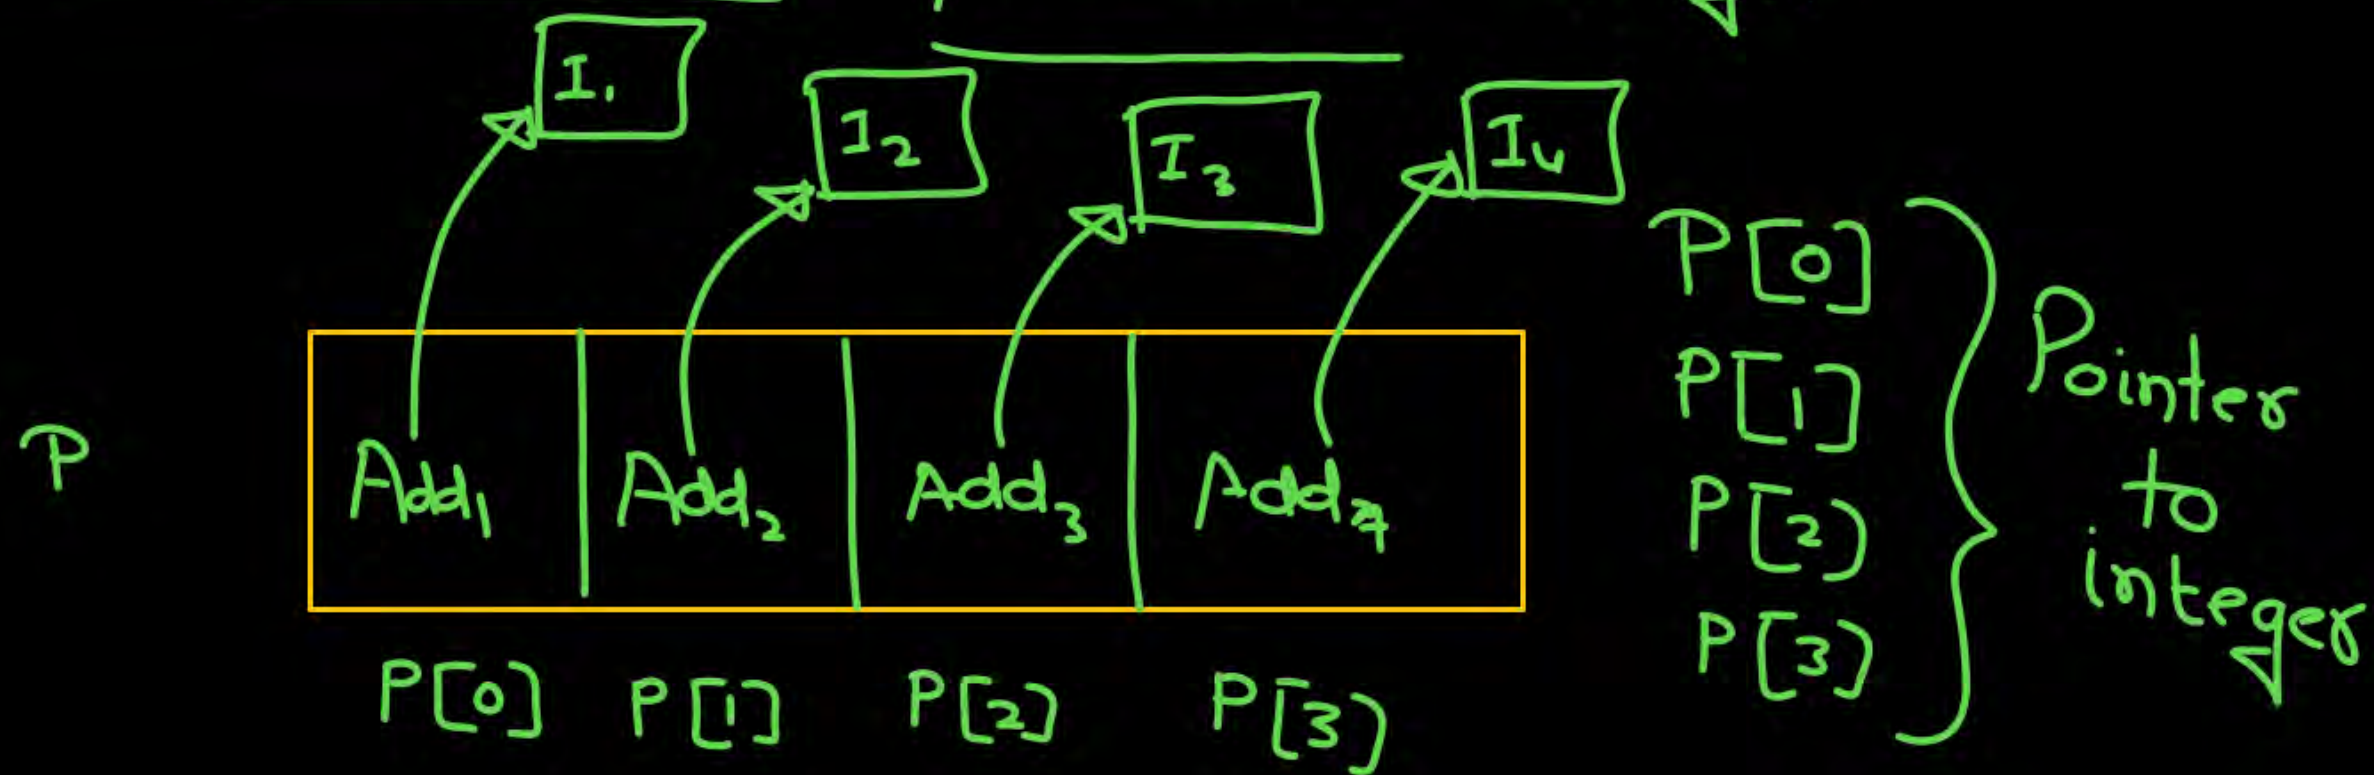 I1
I2
I3
I4
P
Add1
Add2
Add3
Add4
P[0]
P[1]
P[2]
P[3]
P[0]
P[1]
P[2]
P[3]
Pointer
to
integer